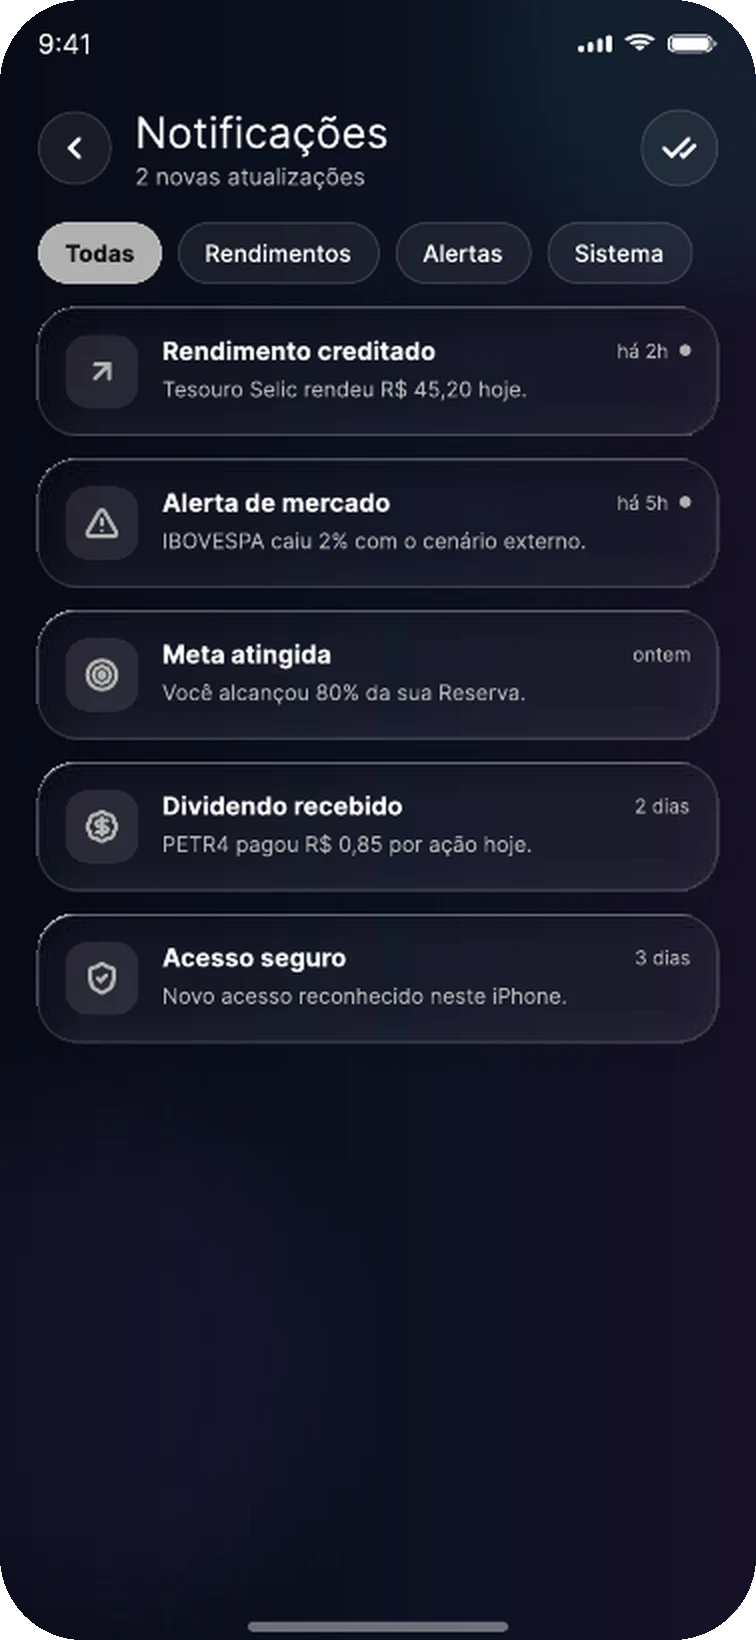 9:41
Notificações
2 novas atualizações
Todas
Rendimentos
Alertas
Sistema
Rendimento creditado
há 2h
Tesouro Selic rendeu R$ 45,20 hoje.
Alerta de mercado
há 5h
IBOVESPA caiu 2% com o cenário externo.
Meta atingida
ontem
Você alcançou 80% da sua Reserva.
Dividendo recebido
2 dias
PETR4 pagou R$ 0,85 por ação hoje.
Acesso seguro
3 dias
Novo acesso reconhecido neste iPhone.